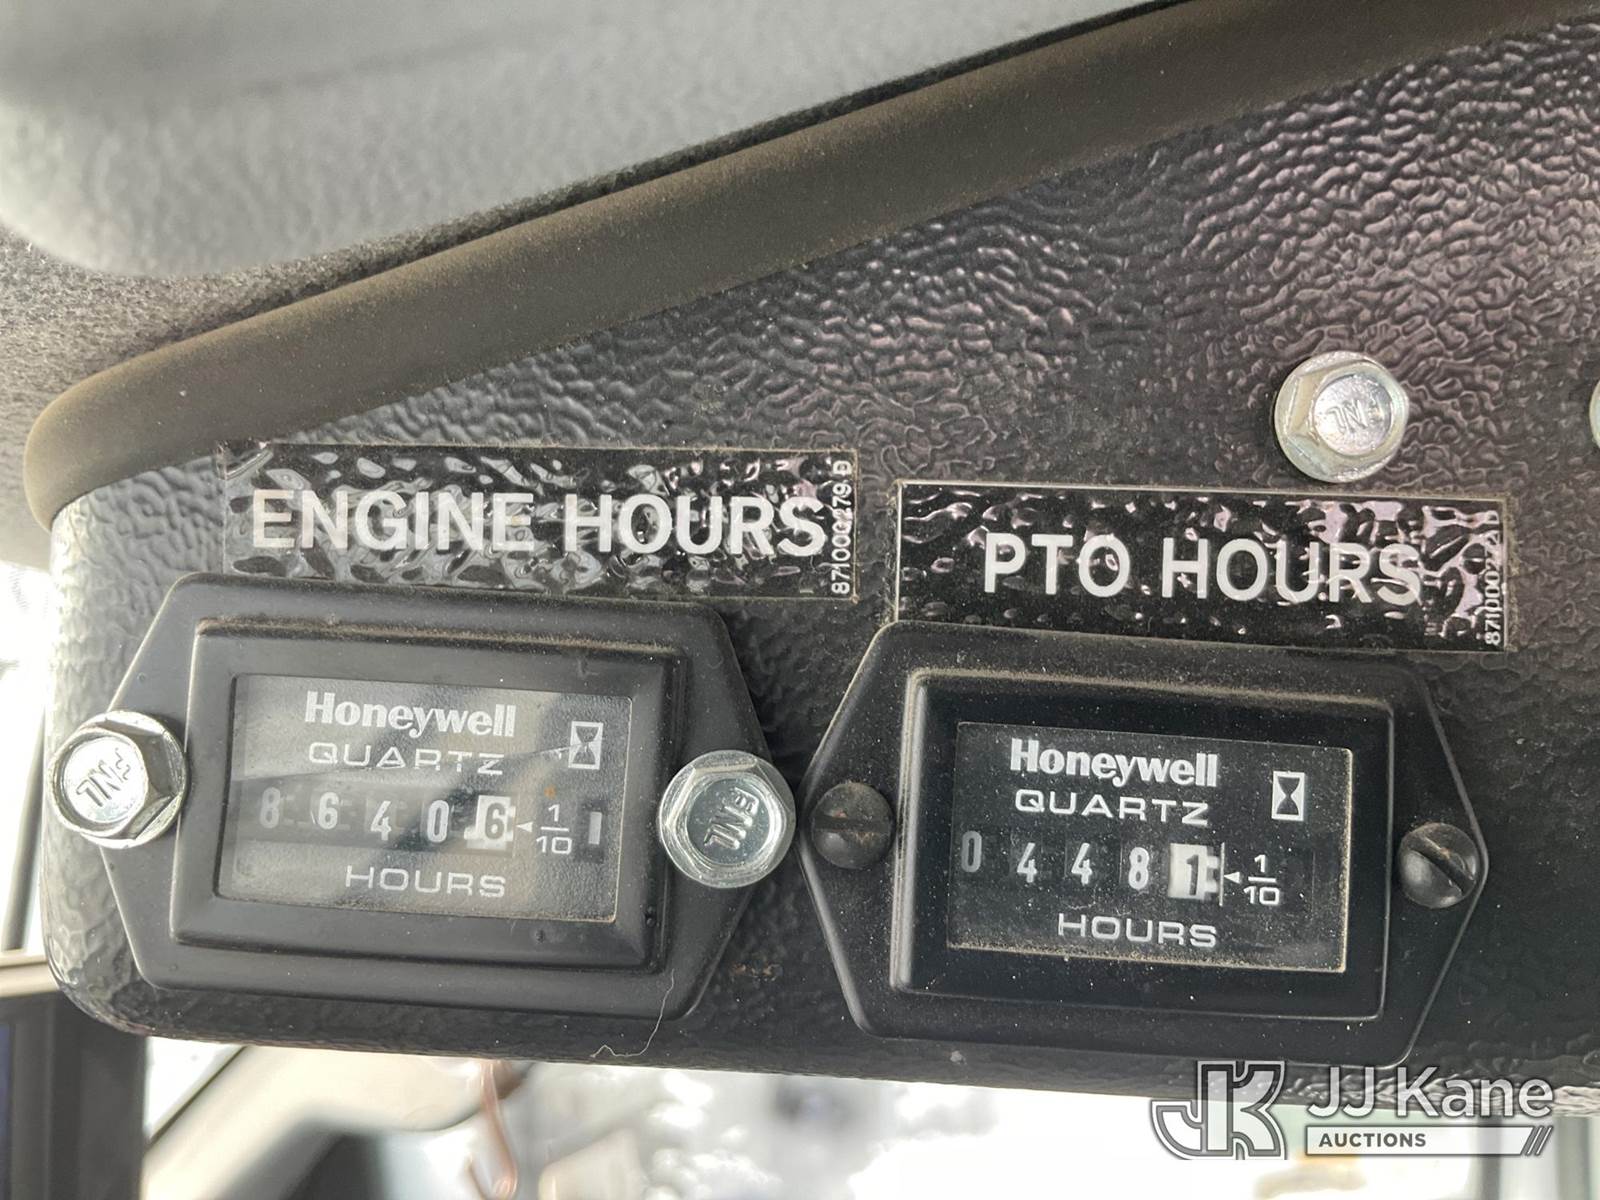 ENGINE HOURS
8710000279 D
PTO HOURS
Honeywell
QUARTZ
8 6 4 0 6 1/10
HOURS
Honeywell
QUARTZ
0 4 4 8 1 1/10
HOURS
JJ Kane
AUCTIONS